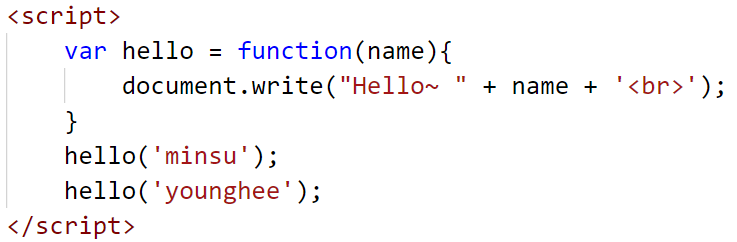 <script>
    var hello = function(name){
        document.write("Hello~ " + name + '<br>');
    }
    hello('minsu');
    hello('younghee');
</script>